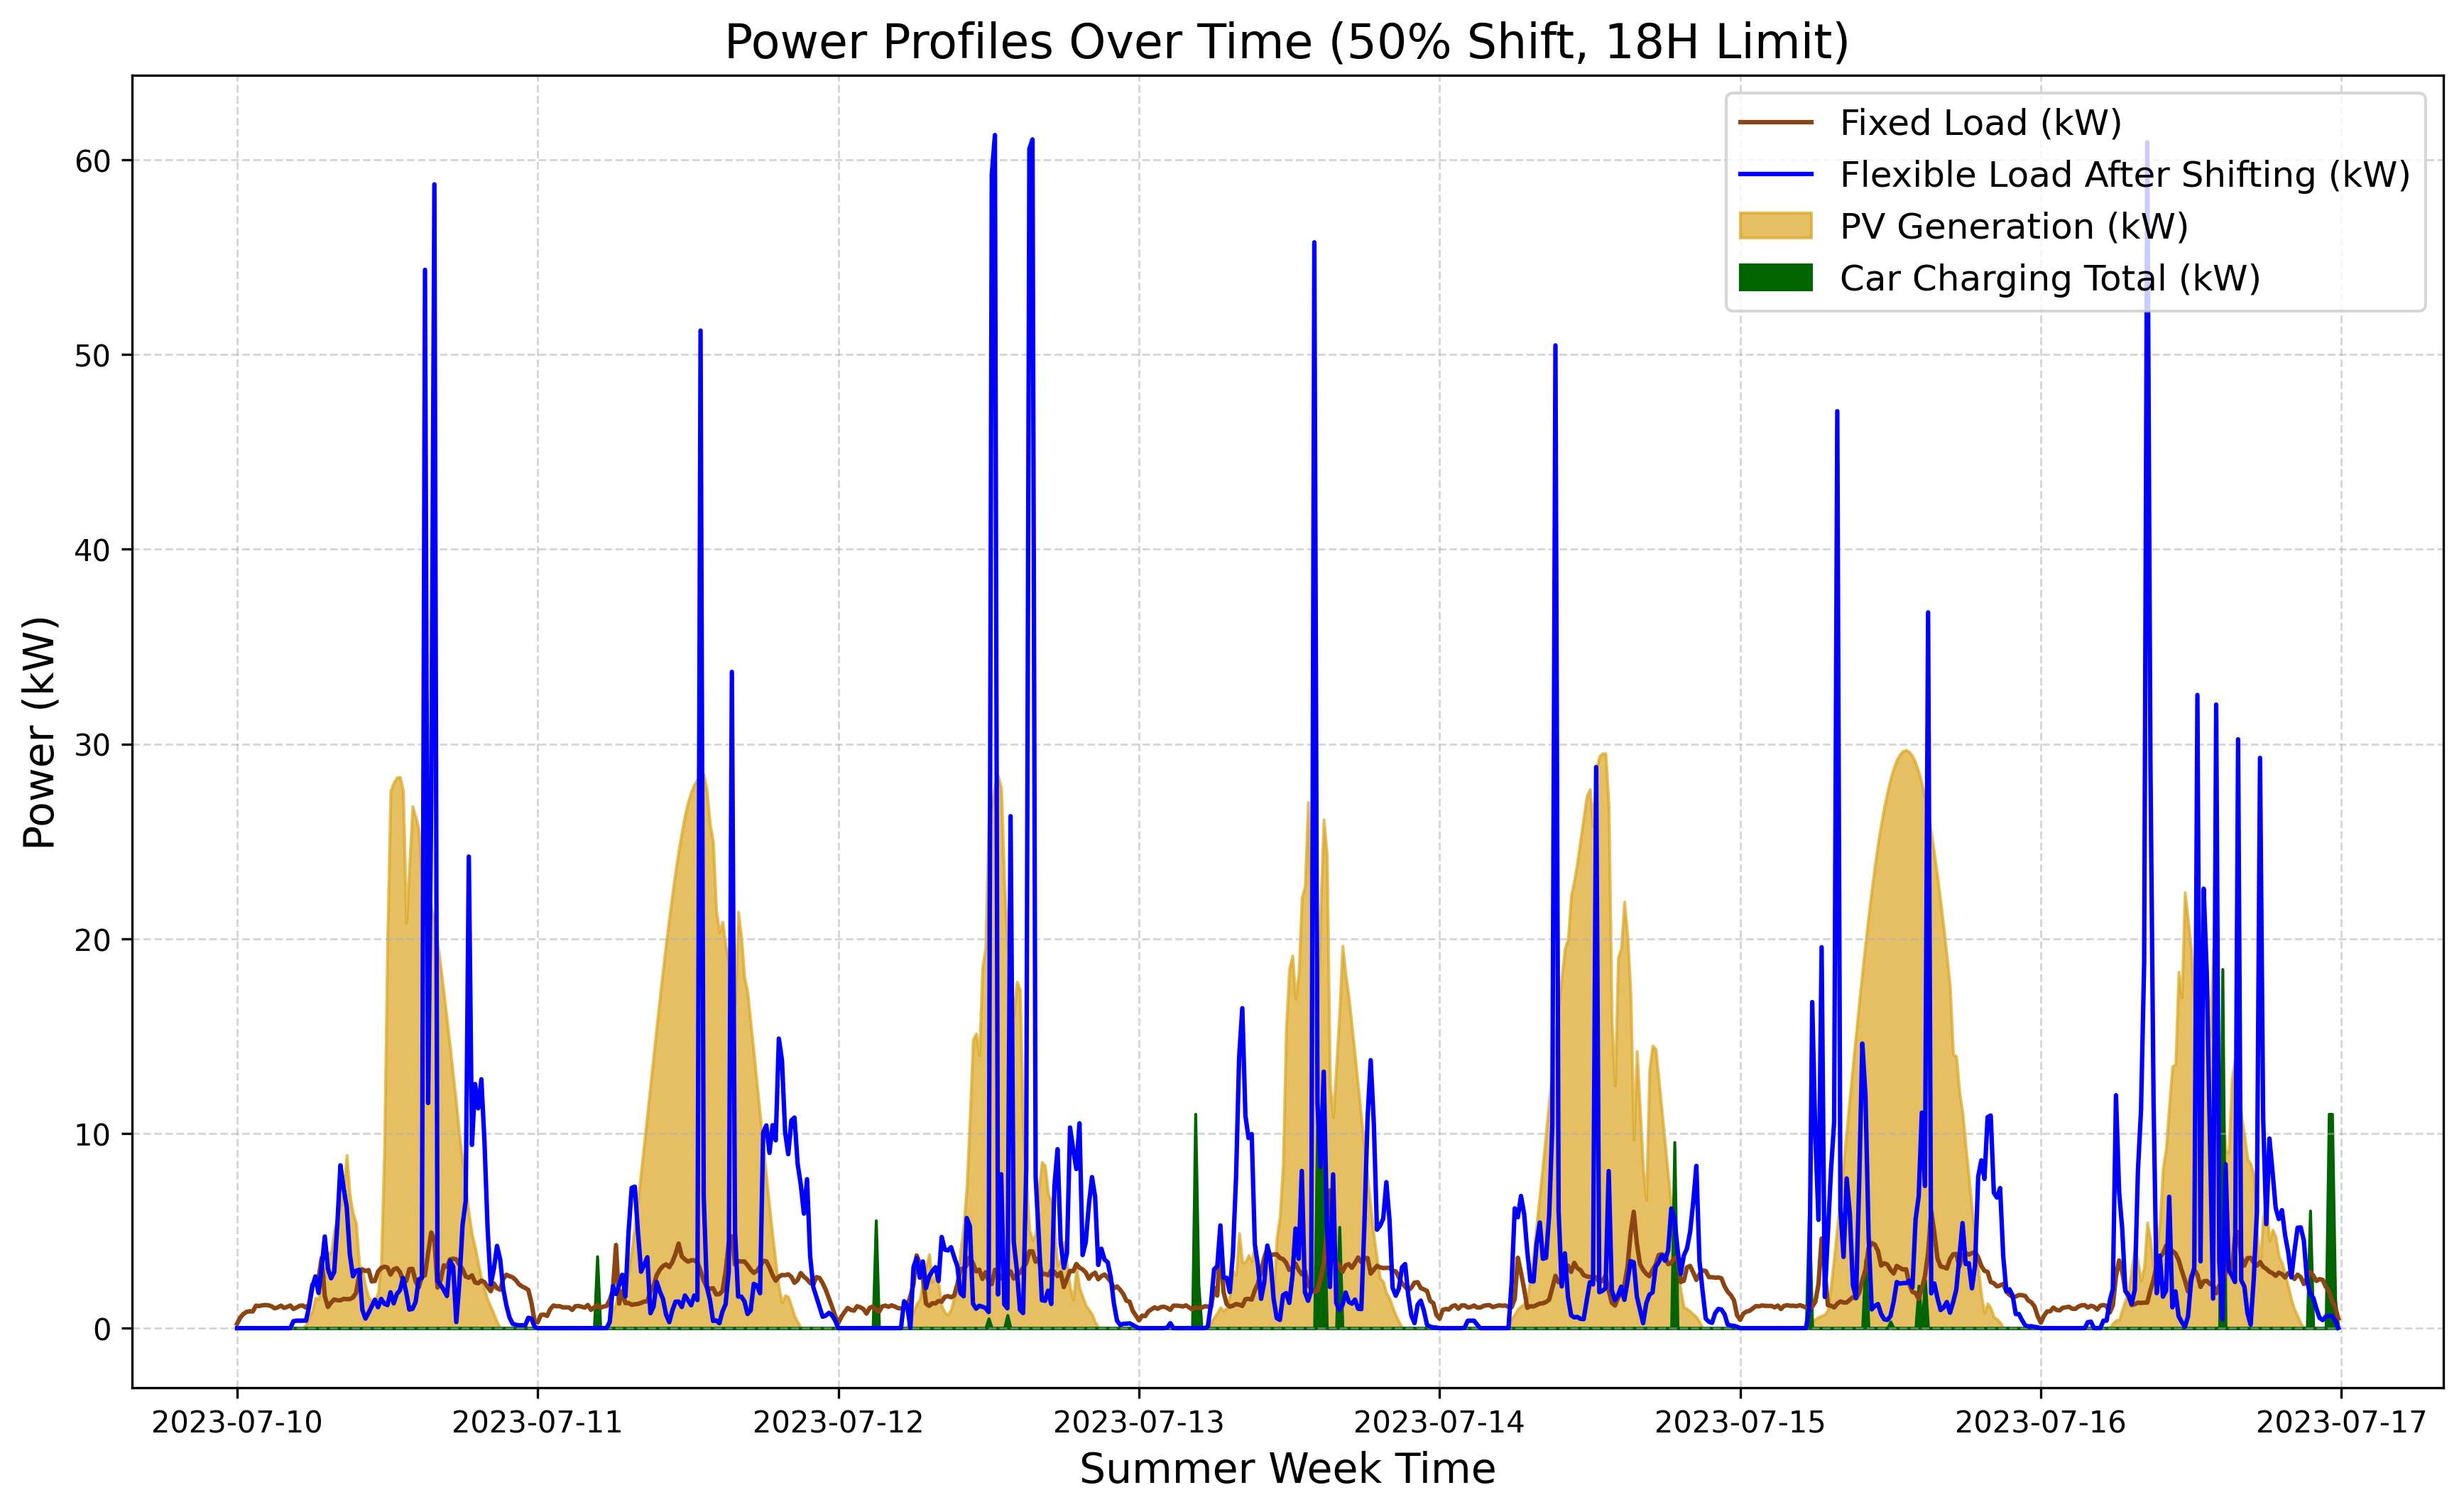 Power Profiles Over Time (50% Shift, 18H Limit)
Fixed Load (kW)
Flexible Load After Shifting (kW)
PV Generation (kW)
Car Charging Total (kW)
Power (kW)
60
50
40
30
20
10
0
2023-07-10 2023-07-11 2023-07-12 2023-07-13 2023-07-14 2023-07-15 2023-07-16 2023-07-17
Summer Week Time